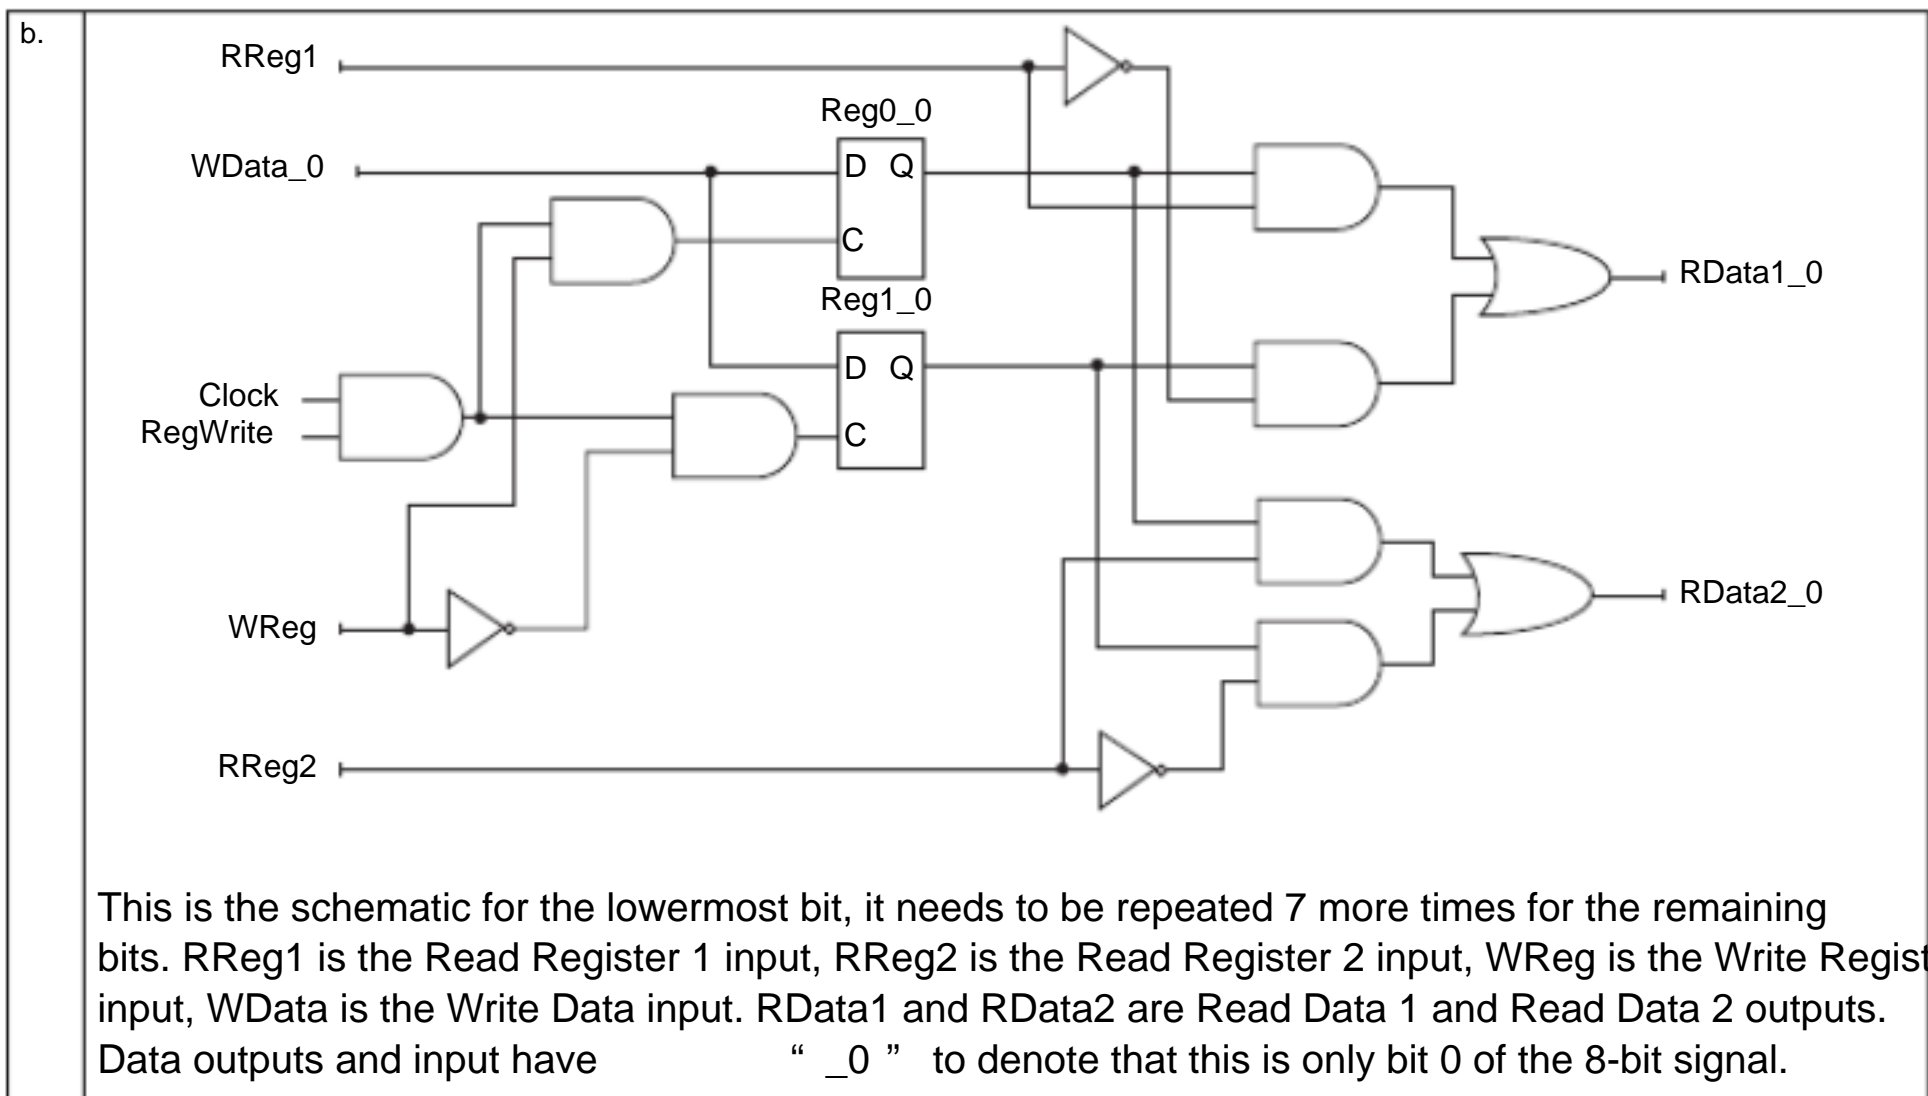 b.
RReg1
Reg0_0
WData_0
D Q
C
RData1_0
Reg1_0
D Q
Clock
RegWrite
C
RData2_0
WReg
RReg2
This is the schematic for the lowermost bit, it needs to be repeated 7 more times for the remaining
bits. RReg1 is the Read Register 1 input, RReg2 is the Read Register 2 input, WReg is the Write Regist
input, WData is the Write Data input. RData1 and RData2 are Read Data 1 and Read Data 2 outputs.
Data outputs and input have “ _0 ” to denote that this is only bit 0 of the 8-bit signal.